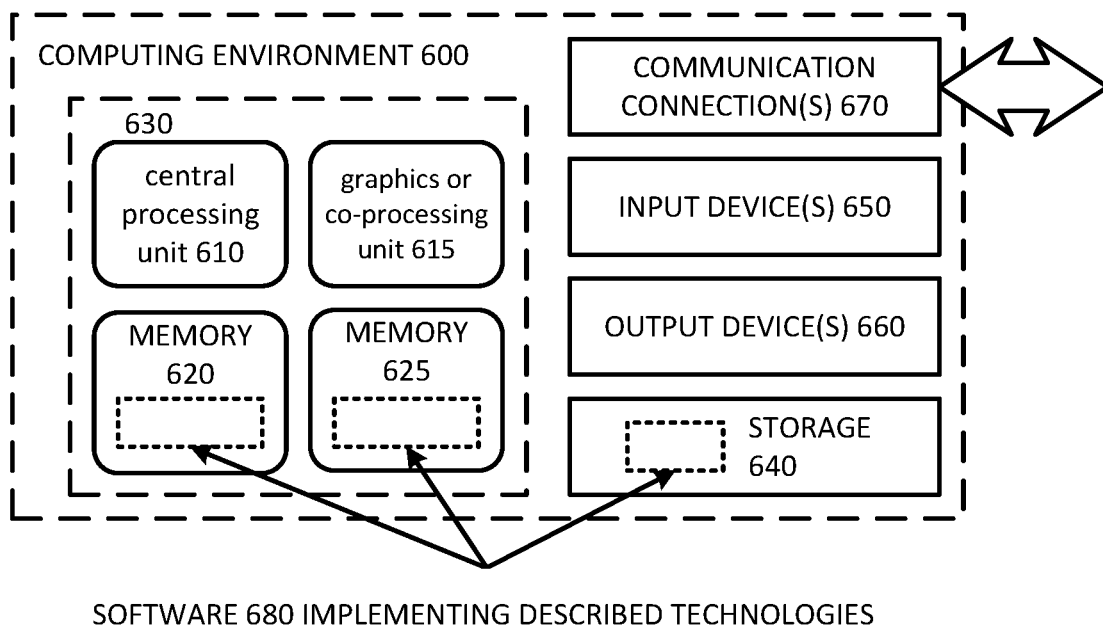 COMPUTING ENVIRONMENT 600
630
central
processing
unit 610
graphics or
co-processing
unit 615
MEMORY
620
MEMORY
625
COMMUNICATION
CONNECTION(S) 670
INPUT DEVICE(S) 650
OUTPUT DEVICE(S) 660
STORAGE
640
SOFTWARE 680 IMPLEMENTING DESCRIBED TECHNOLOGIES